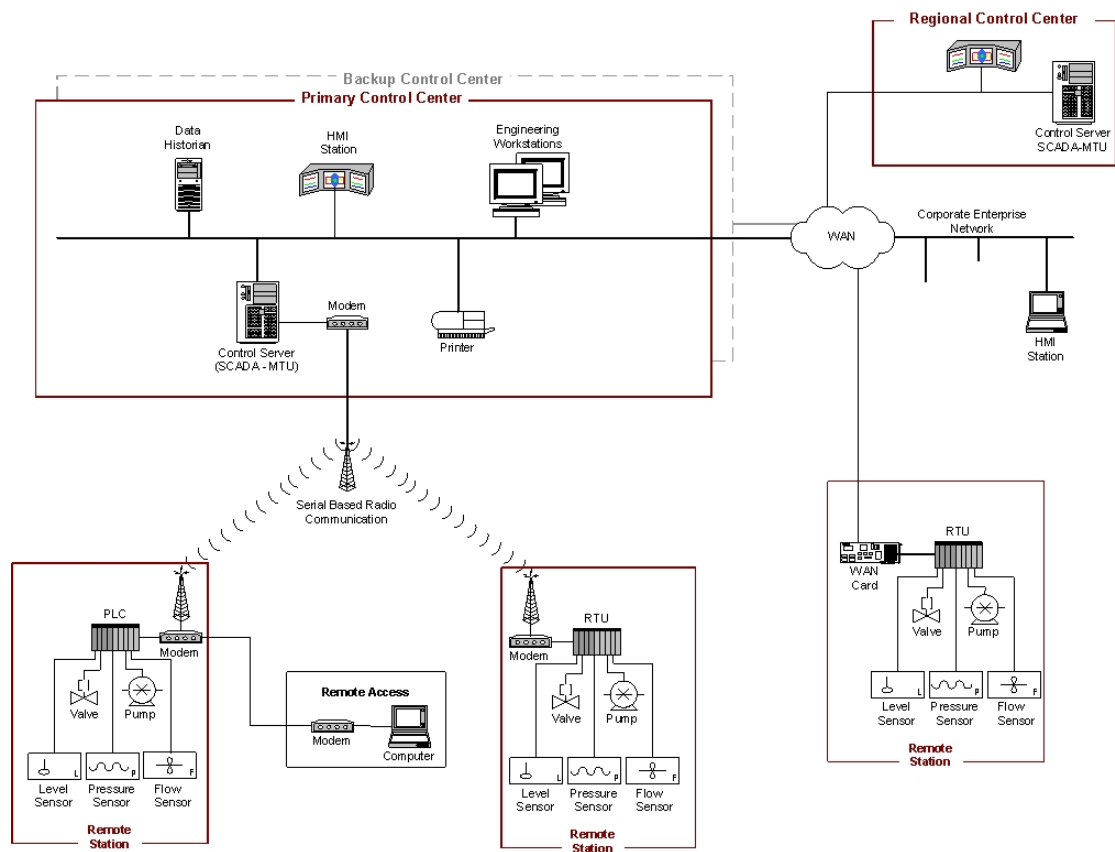 Regional Control Center
Control Server
SCADA-MTU
Backup Control Center
Primary Control Center
Data
Historian
HMI
Station
Engineering
Workstations
Control Server
(SCADA - MTU)
Modem
Printer
WAN
Corporate Enterprise
Network
HMI
Station
Serial Based Radio
Communication
PLC
Modem
Valve
Pump
L
P
F
Level
Sensor
Pressure
Sensor
Flow
Sensor
Remote
Station
Remote Access
Modem
Computer
RTU
Modem
Valve
Pump
L
P
F
Level
Sensor
Pressure
Sensor
Flow
Sensor
Remote
Station
RTU
WAN
Card
Valve
Pump
L
P
F
Level
Sensor
Pressure
Sensor
Flow
Sensor
Remote
Station